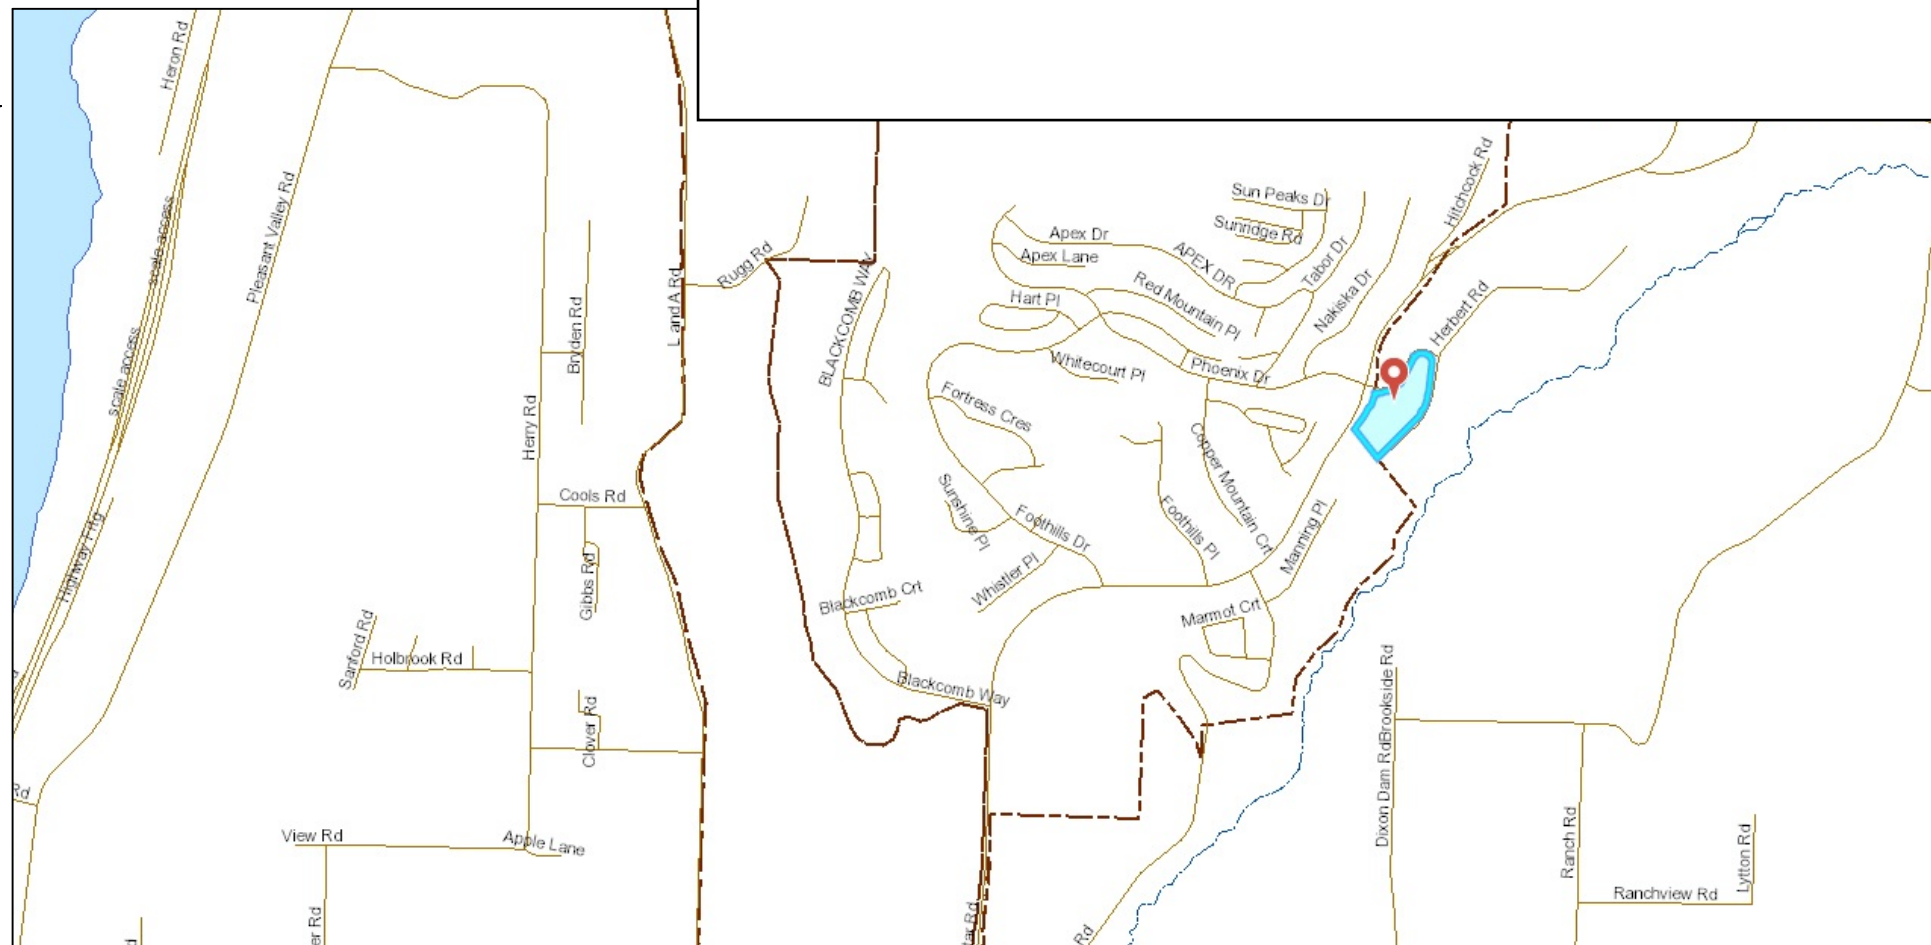 Heron Rd
Hitchcock Rd
Sun Peaks Dr
scale access
Pleasant Valley Rd
Sunridge Rd
Apex Dr
APEX DR
Tabor Dr
Rugg Rd
Apex Lane
L and A Rd
BLACKCOMB WAY
Red Mountain Pl
Nakiska Dr
Hart Pl
Herbert Rd
Bryden Rd
scale access
Whitecourt Pl
Phoenix Dr
Fortress Cres
Herry Rd
Copper Mountain Crt
Cools Rd
Sunshine Pl
Foothills Dr
Foothills Pl
Manning Pl
Highway Frtg
Gibbs Rd
Whistler Pl
Blackcomb Crt
Marmot Crt
Sanford Rd
Holbrook Rd
Brookside Rd
Blackcomb Way
Clover Rd
Rd
Dixon Dam Rd
View Rd
Apple Lane
Ranch Rd
Lytton Rd
Ranchview Rd
er Rd
tar Rd
Rd
d